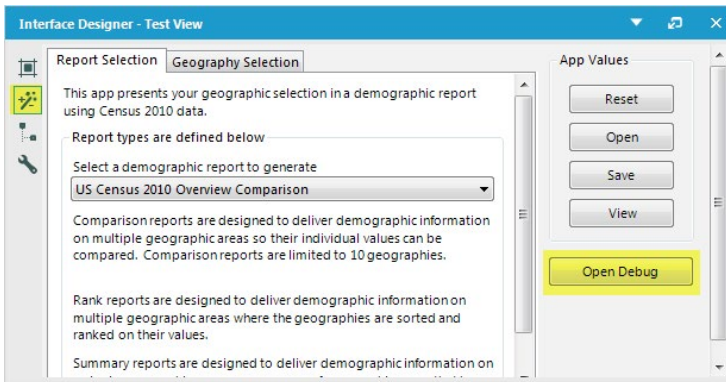 Interface Designer - Test View
Report Selection
Geography Selection
This app presents your geographic selection in a demographic report
using Census 2010 data.
Report types are defined below
Select a demographic report to generate
US Census 2010 Overview Comparison
Comparison reports are designed to deliver demographic information
on multiple geographic areas so their individual values can be
compared. Comparison reports are limited to 10 geographies.
Rank reports are designed to deliver demographic information on
multiple geographic areas where the geographies are sorted and
ranked on their values.
Summary reports are designed to deliver demographic information on
App Values
Reset
Open
Save
View
Open Debug